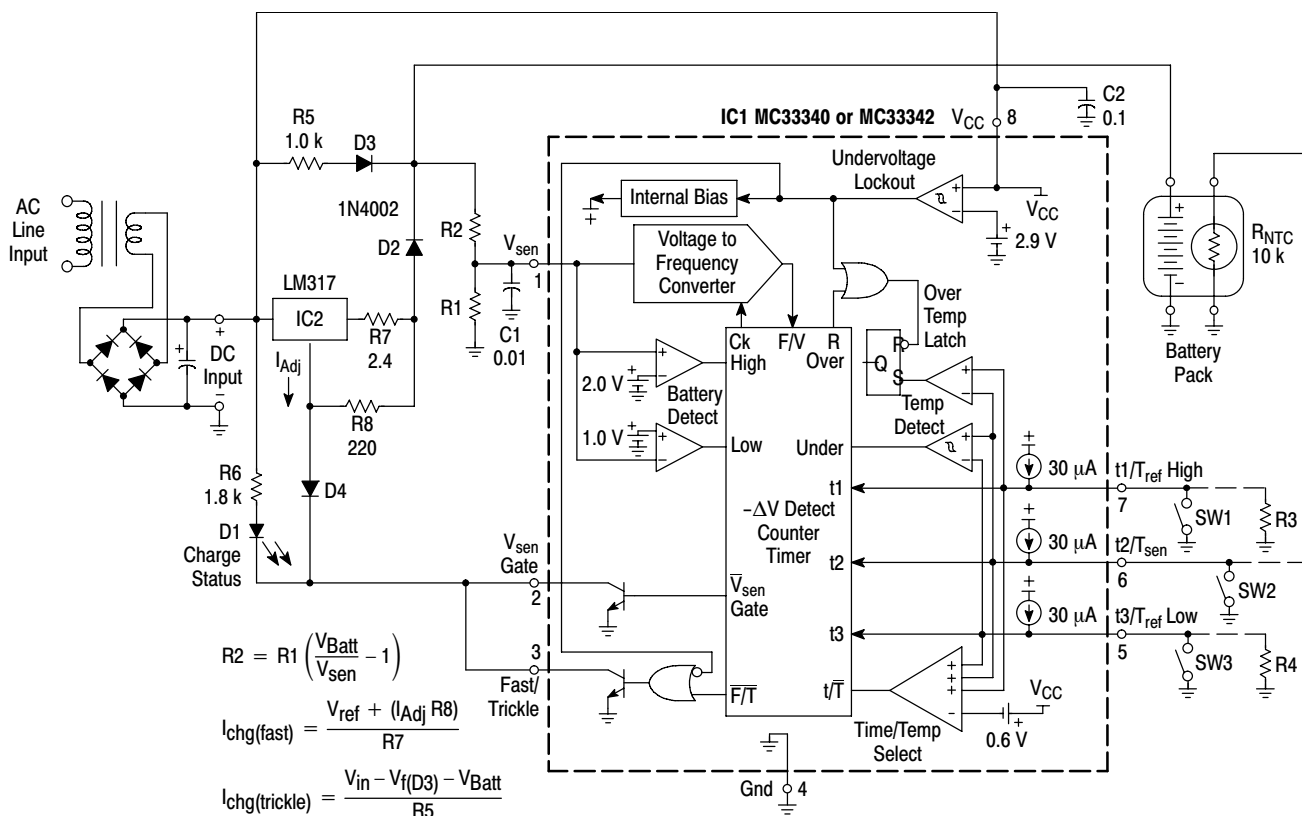 IC1 MC33340 or MC33342
V_CC
8
C2
0.1
R5
1.0 k
D3
1N4002
D2
AC
Line
Input
LM317
IC2
R7
2.4
+
DC
Input
−
I_Adj
R8
220
R6
1.8 k
D1
Charge
Status
D4
R2
R1
V_sen
1
C1
0.01
Internal Bias
Undervoltage
Lockout
+
−
V_CC
+
2.9 V
Voltage to
Frequency
Converter
Over
Temp
Latch
Ck
F/V
R
High
Over
R
Q
S
2.0 V
+
−
Battery
Detect
1.0 V
+
−
Low
Temp
Detect
+
−
Under
+
−
t1
−ΔV Detect
Counter
Timer
t2
t3
30 μA
t1/T_ref High
7
SW1
R3
30 μA
t2/T_sen
6
SW2
30 μA
t3/T_ref Low
5
SW3
R4
V_sen
Gate
2
V̅_sen
Gate
3
Fast/
Trickle
F̅/̅T̅
t/T̅
+
+
+
−
V_CC
+
0.6 V
Time/Temp
Select
Gnd
4
+
−
R_NTC
10 k
Battery
Pack
R2 = R1 (V_Batt / V_sen − 1)
I_chg(fast) = V_ref + (I_Adj R8) / R7
I_chg(trickle) = V_in − V_f(D3) − V_Batt / R5